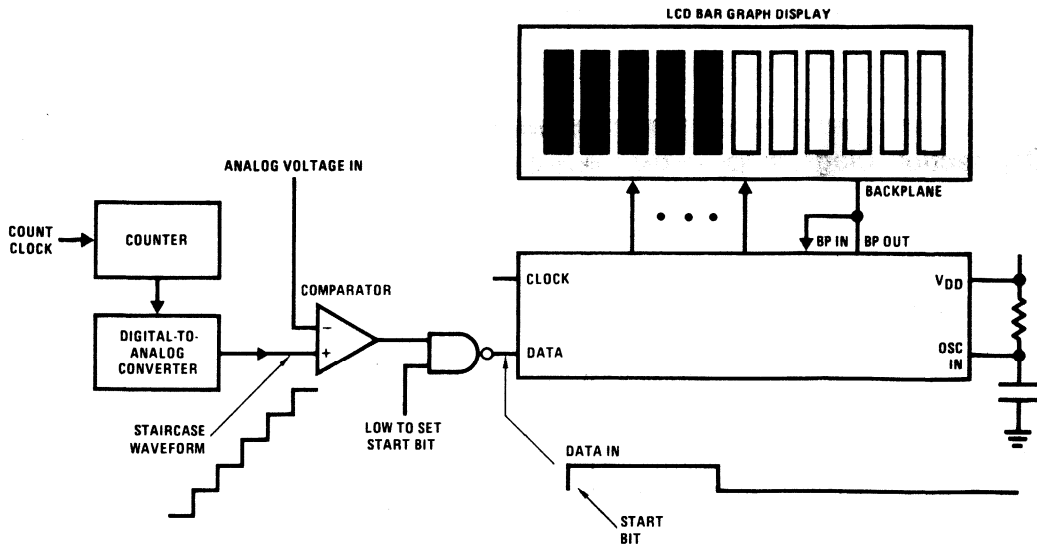 LCD BAR GRAPH DISPLAY
ANALOG VOLTAGE IN
BACKPLANE
COUNT
CLOCK
COUNTER
BP IN
BP OUT
COMPARATOR
CLOCK
VDD
DIGITAL-TO-
ANALOG
CONVERTER
−
+
DATA
OSC
IN
STAIRCASE
WAVEFORM
LOW TO SET
START BIT
DATA IN
START
BIT